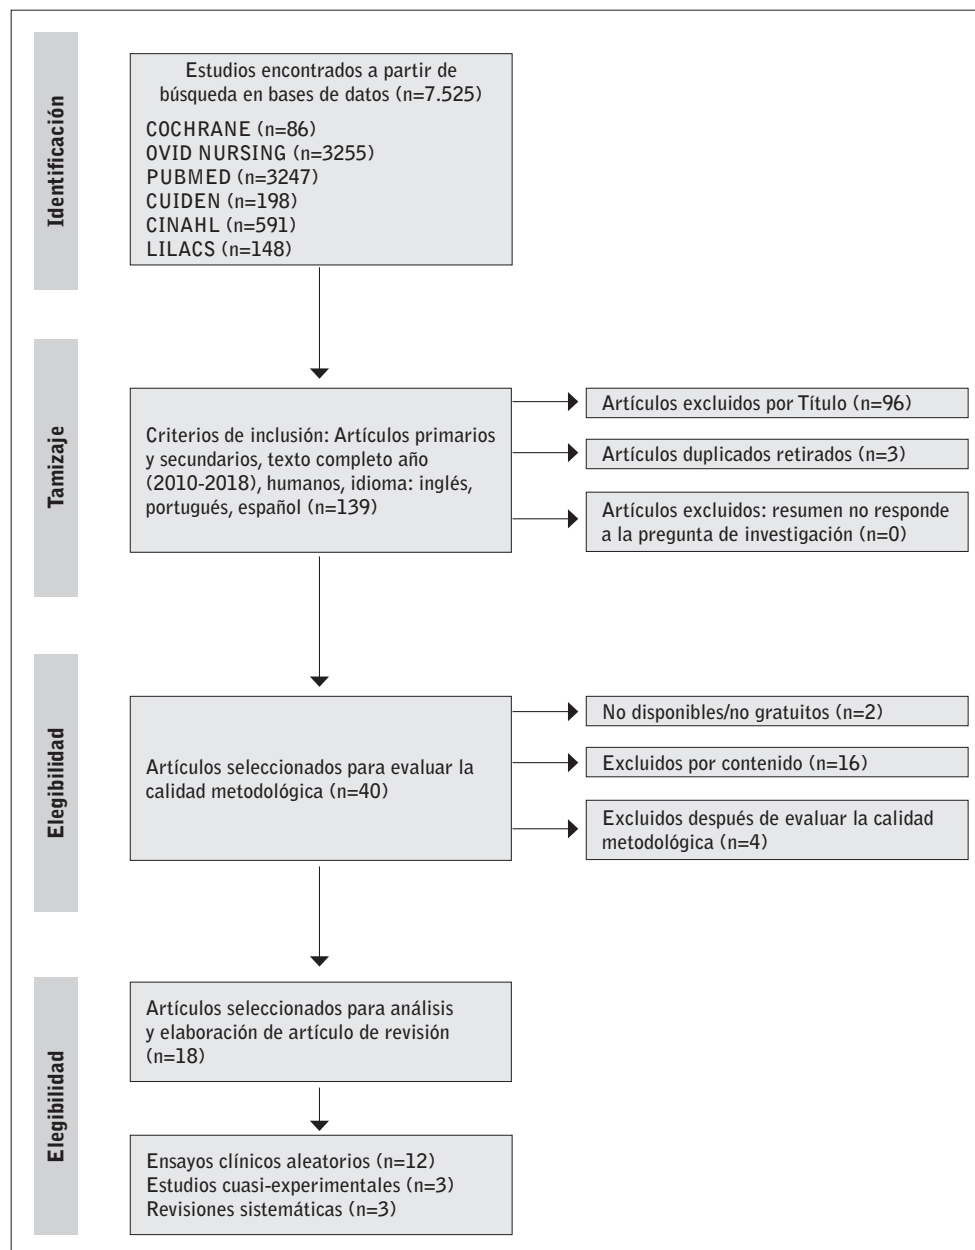 Identificación
Estudios encontrados a partir de
búsqueda en bases de datos (n=7.525)
COCHRANE (n=86)
OVID NURSING (n=3255)
PUBMED (n=3247)
CUIDEN (n=198)
CINAHL (n=591)
LILACS (n=148)
Tamizaje
Criterios de inclusión: Artículos primarios
y secundarios, texto completo año
(2010-2018), humanos, idioma: inglés,
portugués, español (n=139)
Artículos excluidos por Título (n=96)
Artículos duplicados retirados (n=3)
Artículos excluidos: resumen no responde
a la pregunta de investigación (n=0)
Elegibilidad
Artículos seleccionados para evaluar la
calidad metodológica (n=40)
No disponibles/no gratuitos (n=2)
Excluidos por contenido (n=16)
Excluidos después de evaluar la calidad
metodológica (n=4)
Elegibilidad
Artículos seleccionados para análisis
y elaboración de artículo de revisión
(n=18)
Ensayos clínicos aleatorios (n=12)
Estudios cuasi-experimentales (n=3)
Revisiones sistemáticas (n=3)